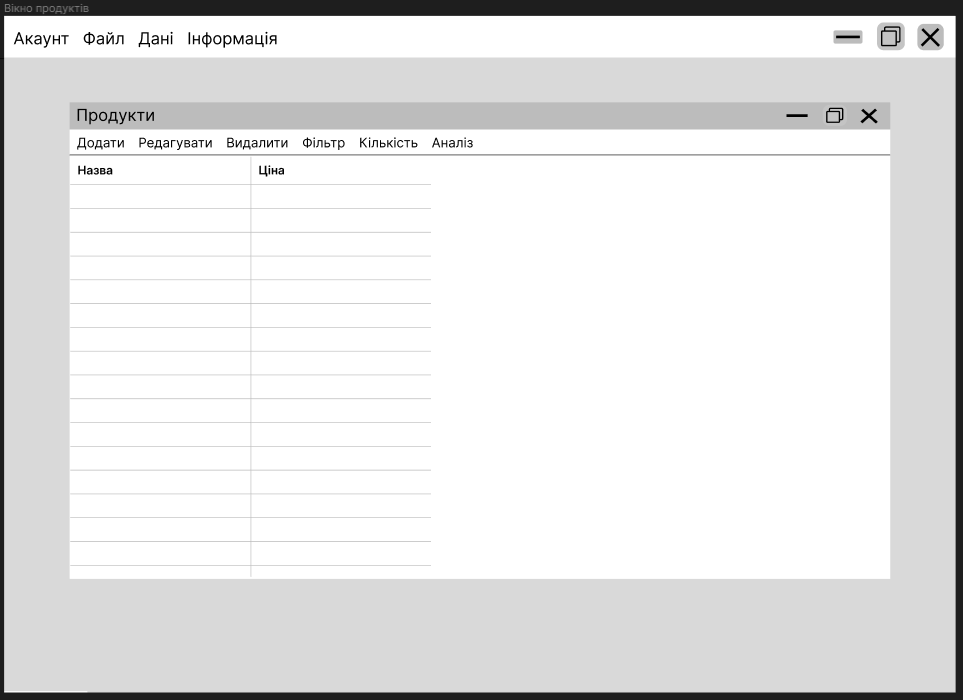 Вікно продуктів
Акаунт Файл Дані Інформація
Продукти
Додати Редагувати Видалити Фільтр Кількість Аналіз
Назва Ціна